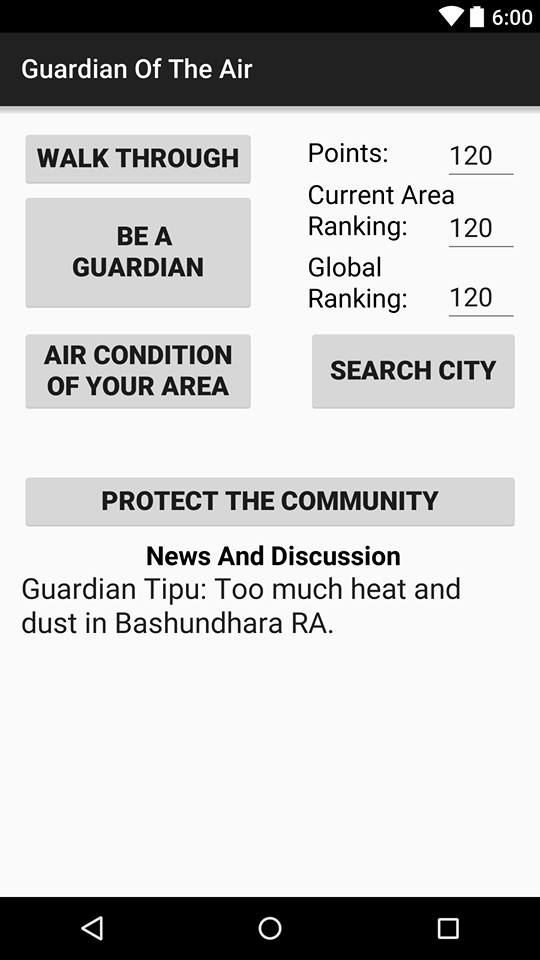 6:00
Guardian Of The Air
WALK THROUGH
BE A
GUARDIAN
Points: 120
Current Area
Ranking: 120
Global
Ranking: 120
AIR CONDITION
OF YOUR AREA
SEARCH CITY
PROTECT THE COMMUNITY
News And Discussion
Guardian Tipu: Too much heat and
dust in Bashundhara RA.